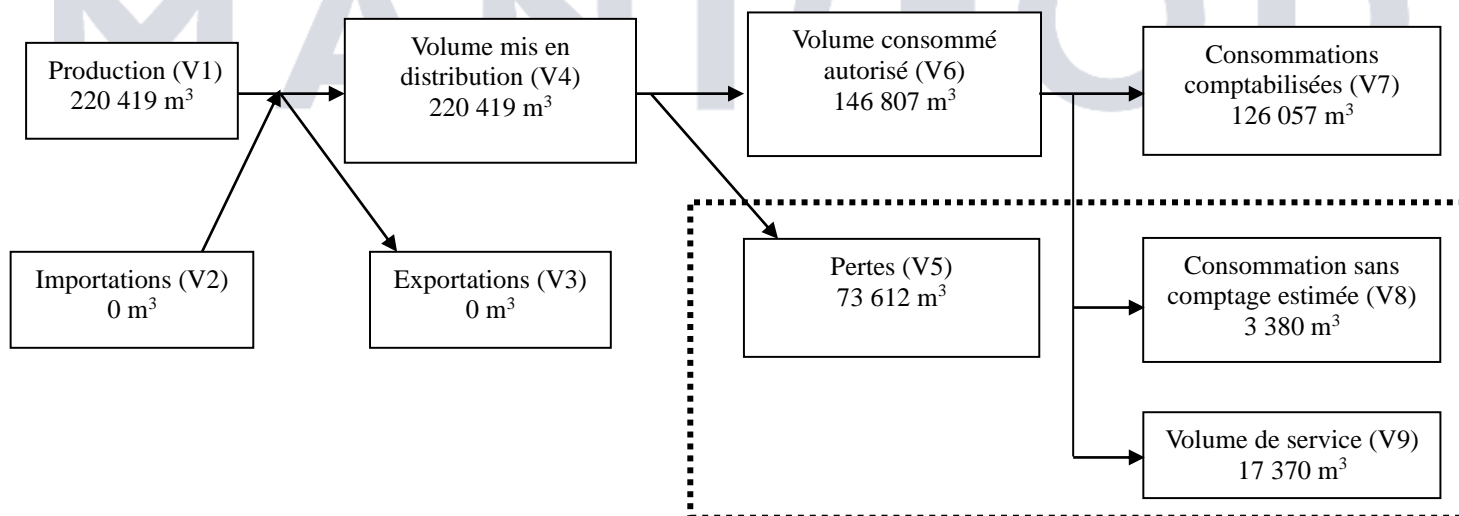 MANIGOD
Production (V1)
220 419 m³
Volume mis en
distribution (V4)
220 419 m³
Volume consommé
autorisé (V6)
146 807 m³
Consommations
comptabilisées (V7)
126 057 m³
Importations (V2)
0 m³
Exportations (V3)
0 m³
Pertes (V5)
73 612 m³
Consommation sans
comptage estimée (V8)
3 380 m³
Volume de service (V9)
17 370 m³